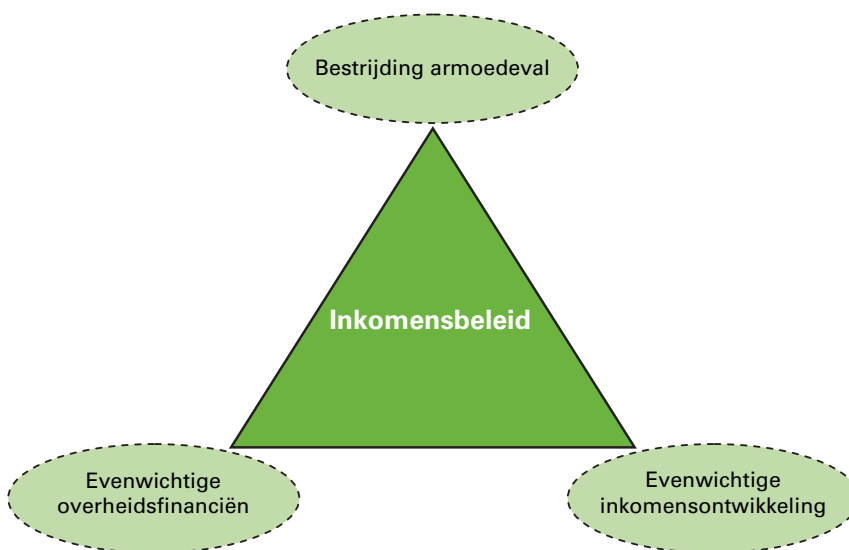 Bestrijding armoedeval
Inkomensbeleid
Evenwichtige
overheidsfinanciën
Evenwichtige
inkomensontwikkeling